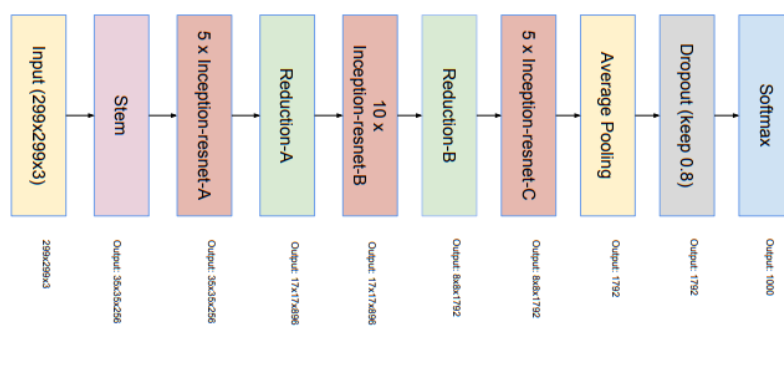 Input (299x299x3)
299x299x3
Stem
Output: 35x35x256
5 x Inception-resnet-A
Output: 35x35x256
Reduction-A
Output: 17x17x896
10 x
Inception-resnet-B
Output: 17x17x896
Reduction-B
Output: 8x8x1792
5 x Inception-resnet-C
Output: 8x8x1792
Average Pooling
Output: 1792
Dropout (keep 0.8)
Output: 1792
Softmax
Output: 1000